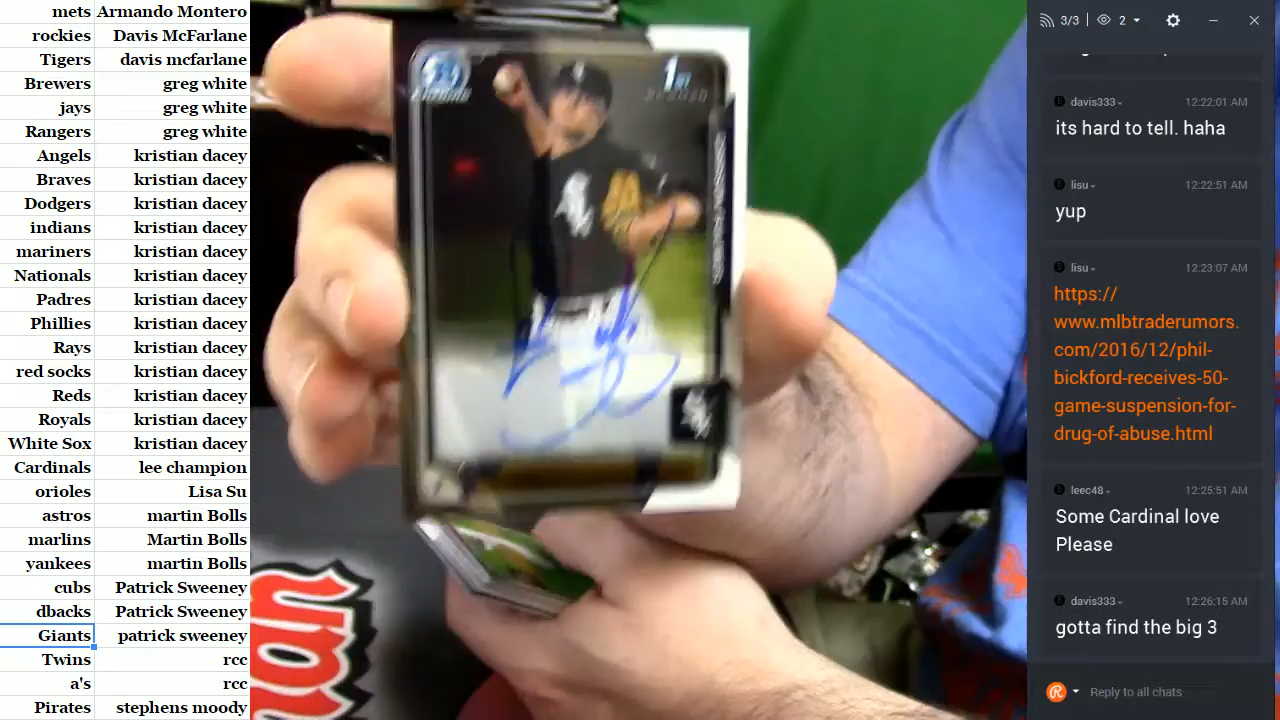 mets Armando Montero
rockies Davis McFarlane
Tigers davis mcfarlane
Brewers greg white
jays greg white
Rangers greg white
Angels kristian dacey
Braves kristian dacey
Dodgers kristian dacey
indians kristian dacey
mariners kristian dacey
Nationals kristian dacey
Padres kristian dacey
Phillies kristian dacey
Rays kristian dacey
red socks kristian dacey
Reds kristian dacey
Royals kristian dacey
White Sox kristian dacey
Cardinals lee champion
orioles Lisa Su
astros martin Bolls
marlins Martin Bolls
yankees martin Bolls
cubs Patrick Sweeney
dbacks Patrick Sweeney
Giants patrick sweeney
Twins rcc
a's rcc
Pirates stephens moody
CHROME
1ST
BOWMAN
3/3 2
davis333 12:22:01 AM
its hard to tell. haha
lisu 12:22:51 AM
yup
lisu 12:23:07 AM
https://
www.mlbtraderumors.
com/2016/12/phil-
bickford-receives-50-
game-suspension-for-
drug-of-abuse.html
leec48 12:25:51 AM
Some Cardinal love
Please
davis333 12:26:15 AM
gotta find the big 3
Reply to all chats